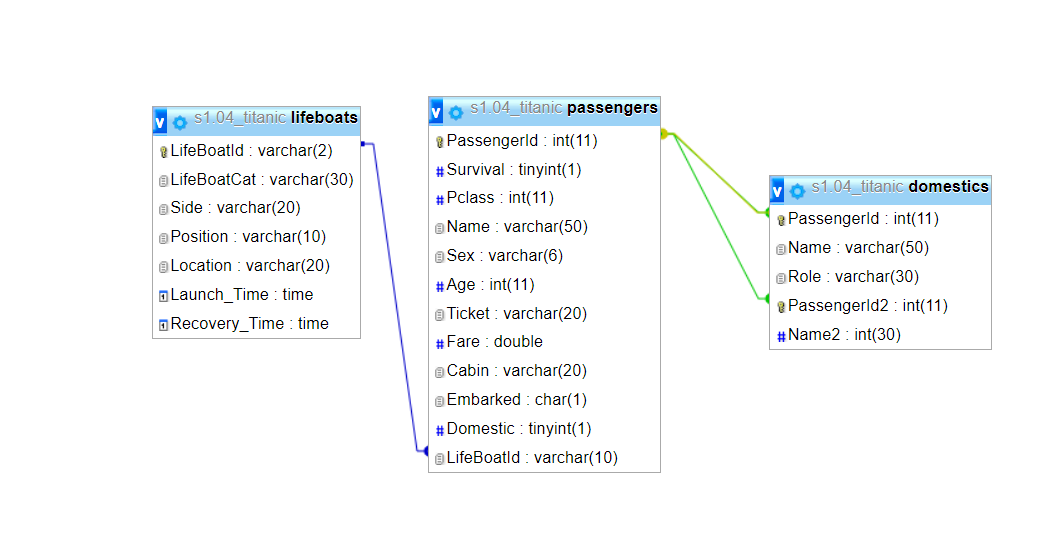 s1.04_titanic lifeboats
LifeBoatId : varchar(2)
LifeBoatCat : varchar(30)
Side : varchar(20)
Position : varchar(10)
Location : varchar(20)
Launch_Time : time
Recovery_Time : time
s1.04_titanic passengers
PassengerId : int(11)
Survival : tinyint(1)
Pclass : int(11)
Name : varchar(50)
Sex : varchar(6)
Age : int(11)
Ticket : varchar(20)
Fare : double
Cabin : varchar(20)
Embarked : char(1)
Domestic : tinyint(1)
LifeBoatId : varchar(10)
s1.04_titanic domestics
PassengerId : int(11)
Name : varchar(50)
Role : varchar(30)
PassengerId2 : int(11)
Name2 : int(30)